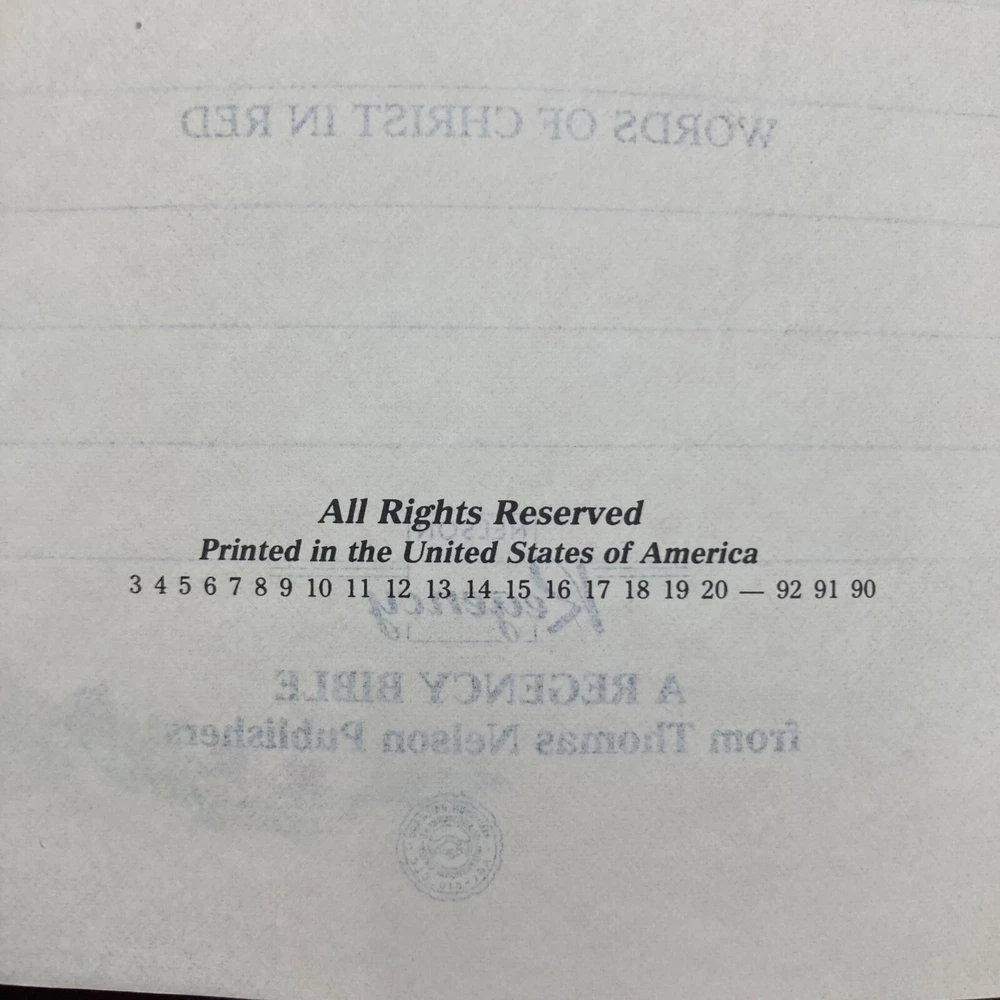 WORDS OF CHRIST IN RED
All Rights Reserved
NELSON
Printed in the United States of America
3 4 5 6 7 8 9 10 11 12 13 14 15 16 17 18 19 20 — 92 91 90
Regency
A REGENCY BIBLE
from Thomas Nelson Publishers